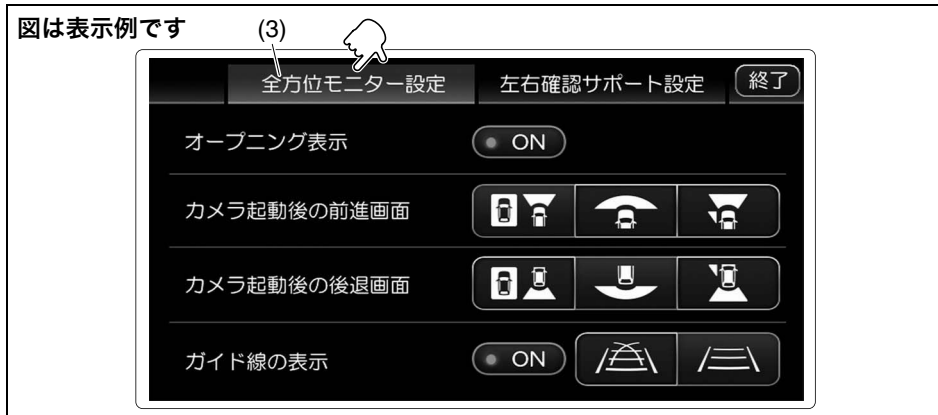 図は表示例です
(3)
全方位モニター設定 左右確認サポート設定 終了
オープニング表示 ON
カメラ起動後の前進画面
カメラ起動後の後退画面
ガイド線の表示 ON